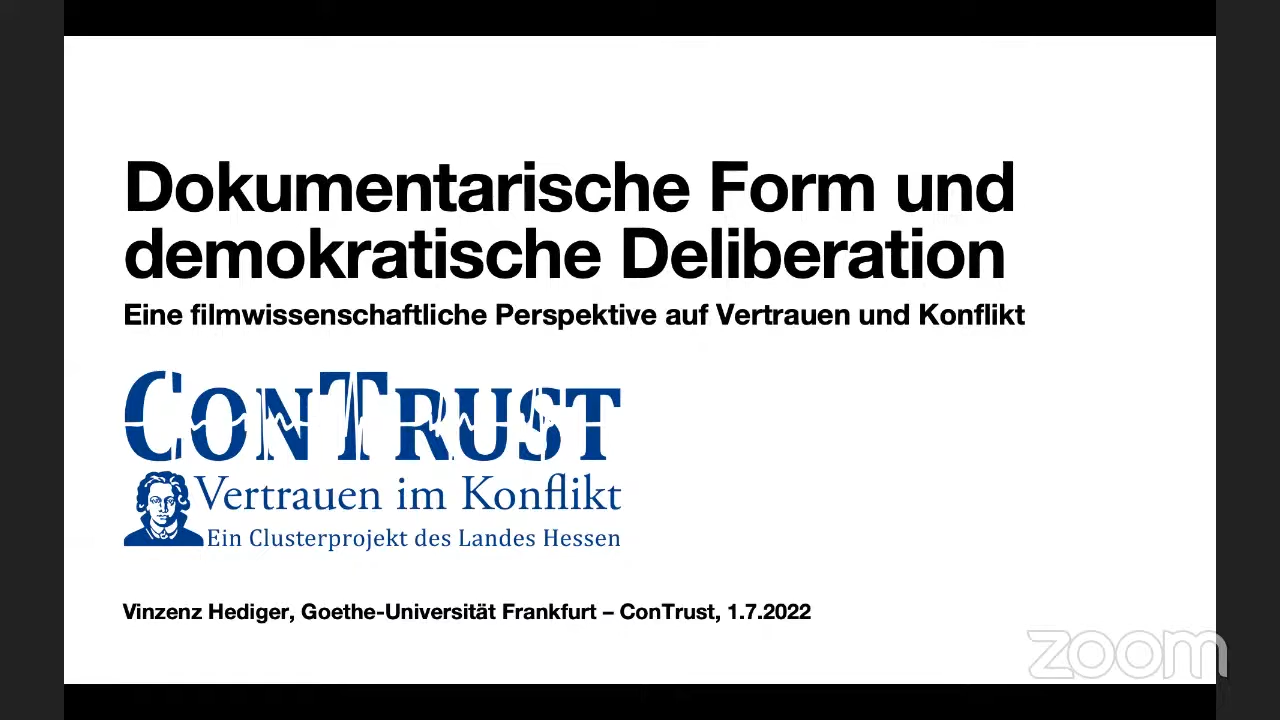 Dokumentarische Form und
demokratische Deliberation
Eine filmwissenschaftliche Perspektive auf Vertrauen und Konflikt
ConTrust
Vertrauen im Konflikt
Ein Clusterprojekt des Landes Hessen
Vinzenz Hediger, Goethe-Universität Frankfurt – ConTrust, 1.7.2022
zoom